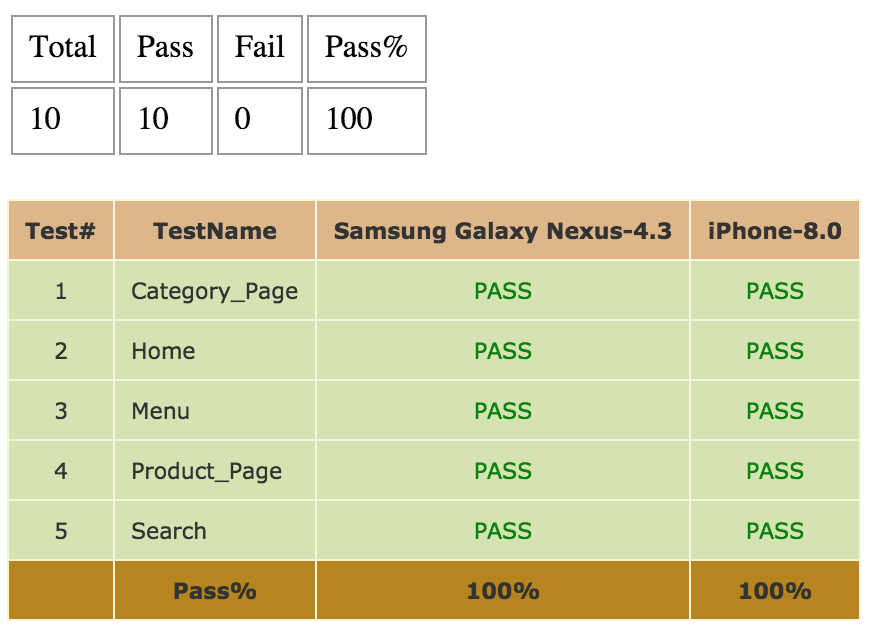 Total Pass Fail Pass%
10 10 0 100
Test# TestName Samsung Galaxy Nexus-4.3 iPhone-8.0
1 Category_Page PASS PASS
2 Home PASS PASS
3 Menu PASS PASS
4 Product_Page PASS PASS
5 Search PASS PASS
Pass% 100% 100%